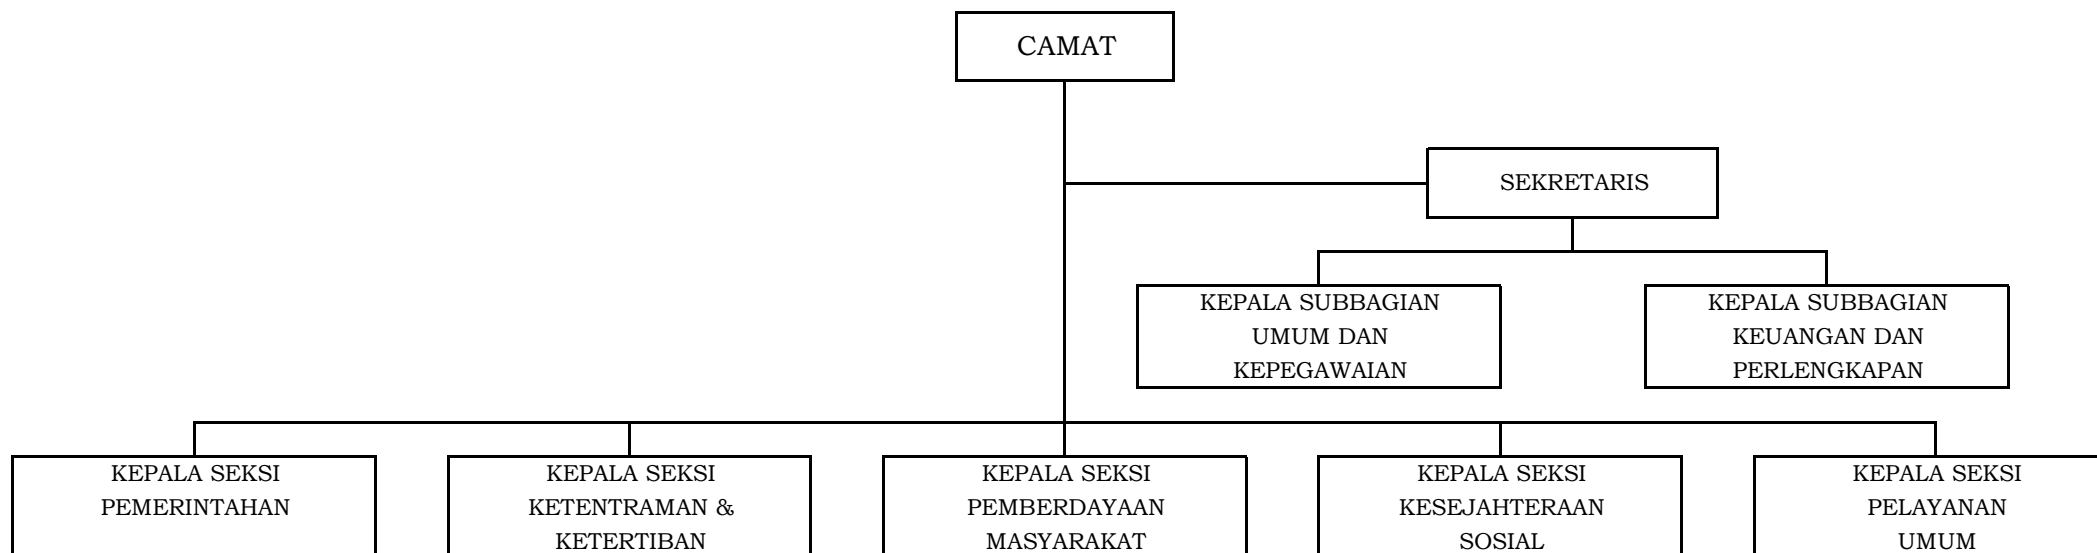 CAMAT
SEKRETARIS
KEPALA SUBBAGIAN
UMUM DAN
KEPEGAWAIAN
KEPALA SUBBAGIAN
KEUANGAN DAN
PERLENGKAPAN
KEPALA SEKSI
PEMERINTAHAN
KEPALA SEKSI
KETENTRAMAN &
KETERTIBAN
KEPALA SEKSI
PEMBERDAYAAN
MASYARAKAT
KEPALA SEKSI
KESEJAHTERAAN
SOSIAL
KEPALA SEKSI
PELAYANAN
UMUM